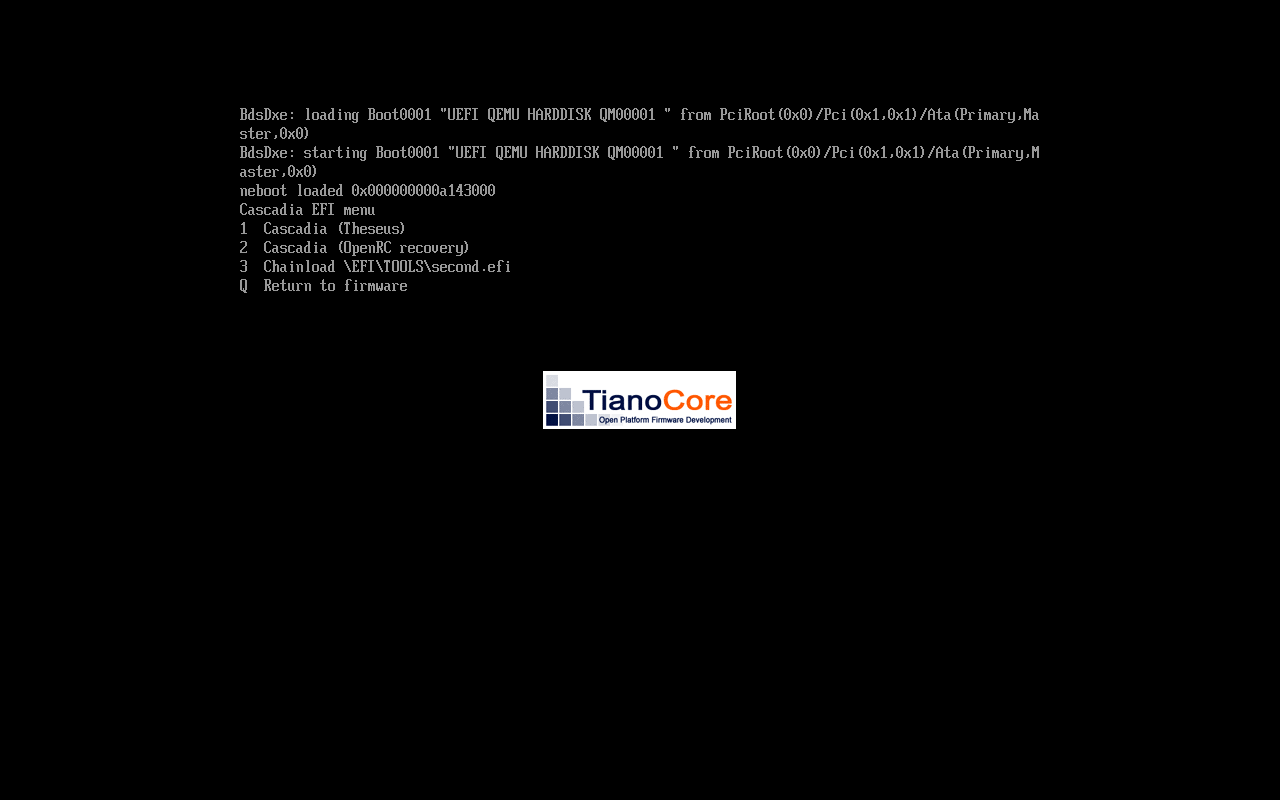 BdsDxe: loading Boot0001 "UEFI QEMU HARDDISK QM00001 " from PciRoot(0x0)/Pci(0x1,0x1)/Ata(Primary,Ma
ster,0x0)
BdsDxe: starting Boot0001 "UEFI QEMU HARDDISK QM00001 " from PciRoot(0x0)/Pci(0x1,0x1)/Ata(Primary,M
aster,0x0)
neboot loaded 0x000000000a143000
Cascadia EFI menu
1  Cascadia (Theseus)
2  Cascadia (OpenRC recovery)
3  Chainload \EFI\TOOLS\second.efi
Q  Return to firmware
TianoCore
Open Platform Firmware Development